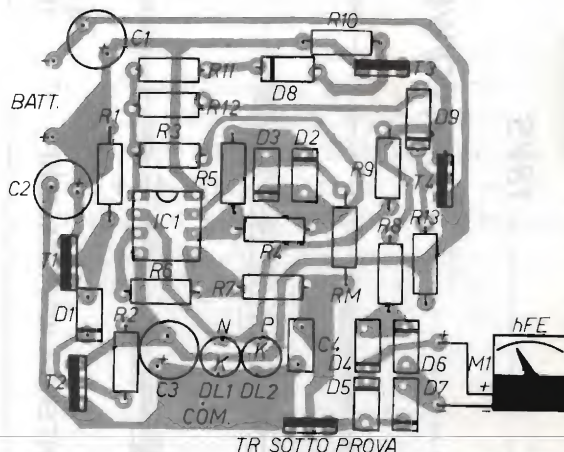 R10
C1
R11
D8
T3
BATT.
R12
D9
R1
R3
D3 D2
R9
T4
C2
R5
IC1
R4
R8
R13
T1
R6
R7
RM
D1
R2
N P
C4
hFE
D4
D6
M1
+
+
-
T2
C3
K K
DL1 DL2
D5
D7
COM.
TR SOTTO PROVA